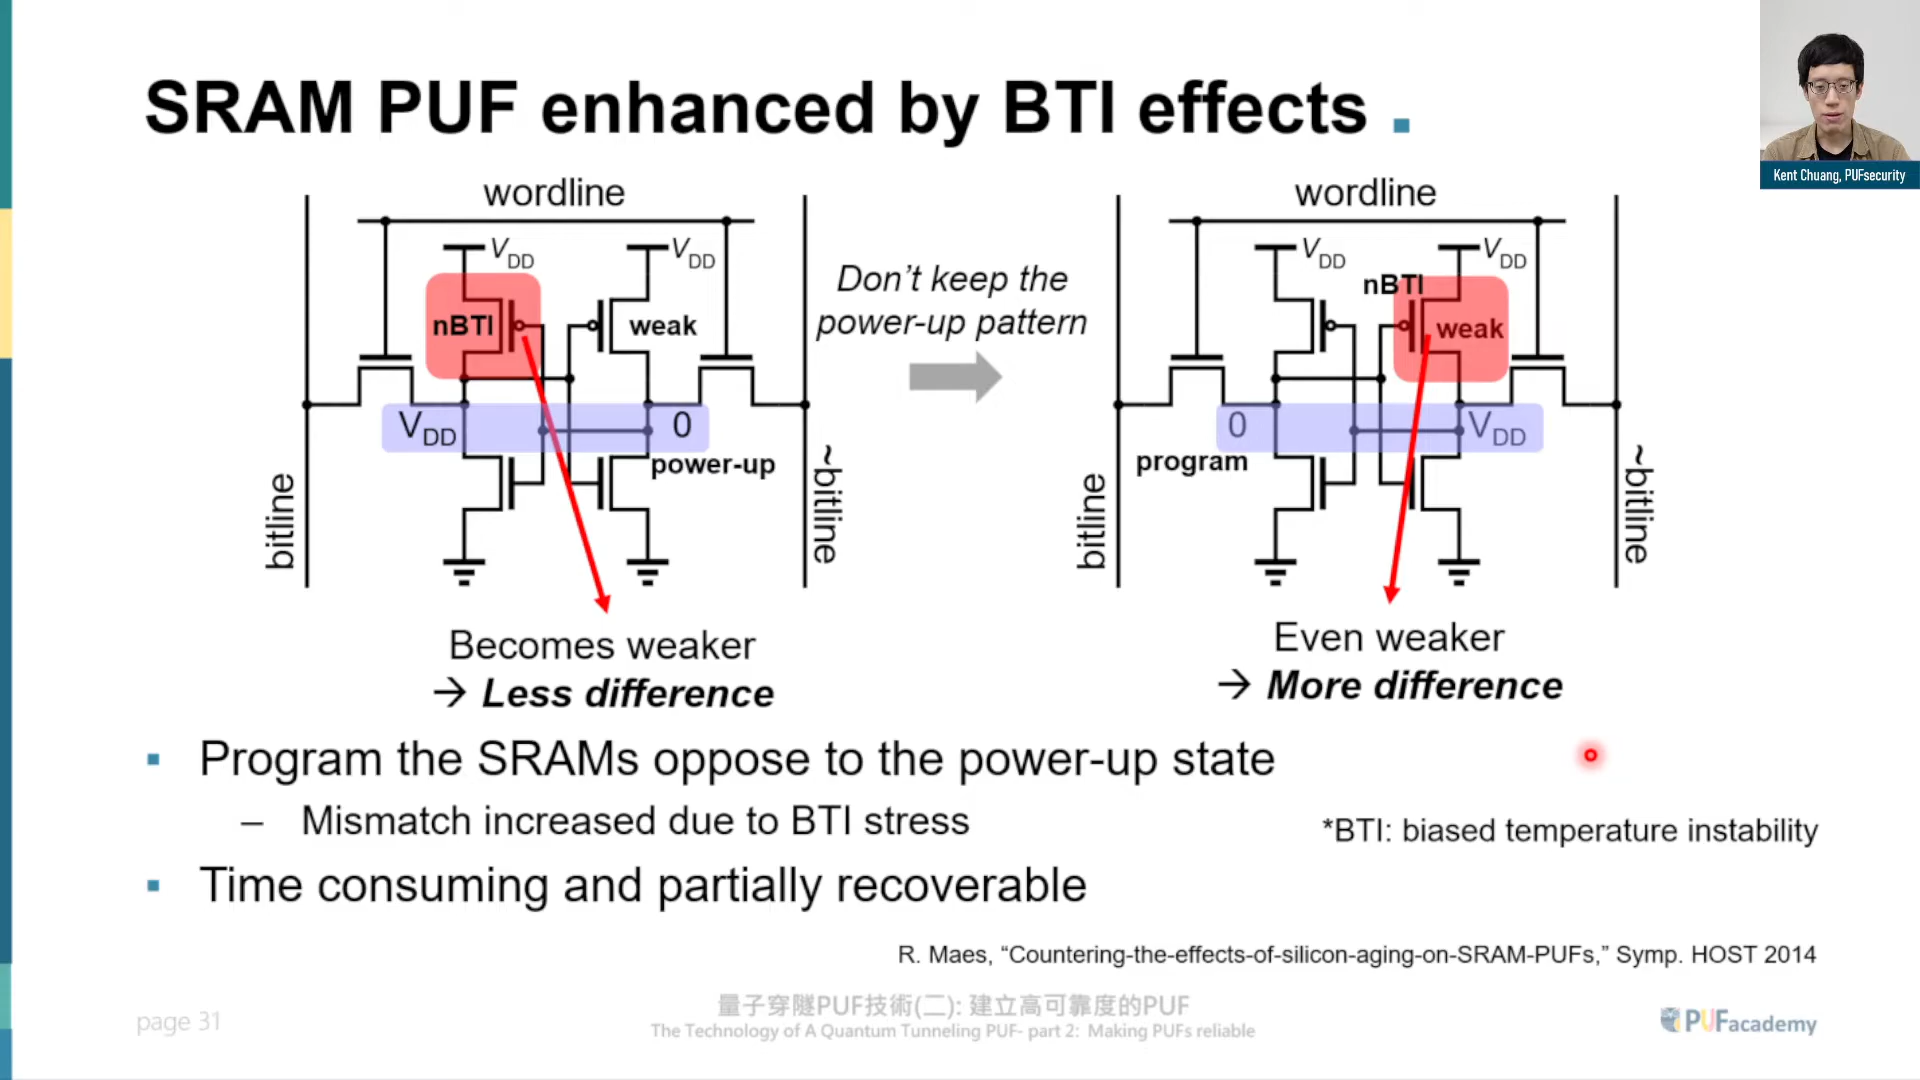 SRAM PUF enhanced by BTI effects .
Kent Chuang, PUFsecurity
wordline
VDD
VDD
nBTI
weak
VDD
0
power-up
bitline
~bitline
Becomes weaker
→ Less difference
Don't keep the
power-up pattern
wordline
VDD
VDD
nBTI
weak
0
VDD
program
bitline
~bitline
Even weaker
→ More difference
▪ Program the SRAMs oppose to the power-up state
– Mismatch increased due to BTI stress
*BTI: biased temperature instability
▪ Time consuming and partially recoverable
R. Maes, “Countering-the-effects-of-silicon-aging-on-SRAM-PUFs,” Symp. HOST 2014
page 31
量子穿隧PUF技術(二): 建立高可靠度的PUF
The Technology of A Quantum Tunneling PUF- part 2: Making PUFs reliable
PUFacademy